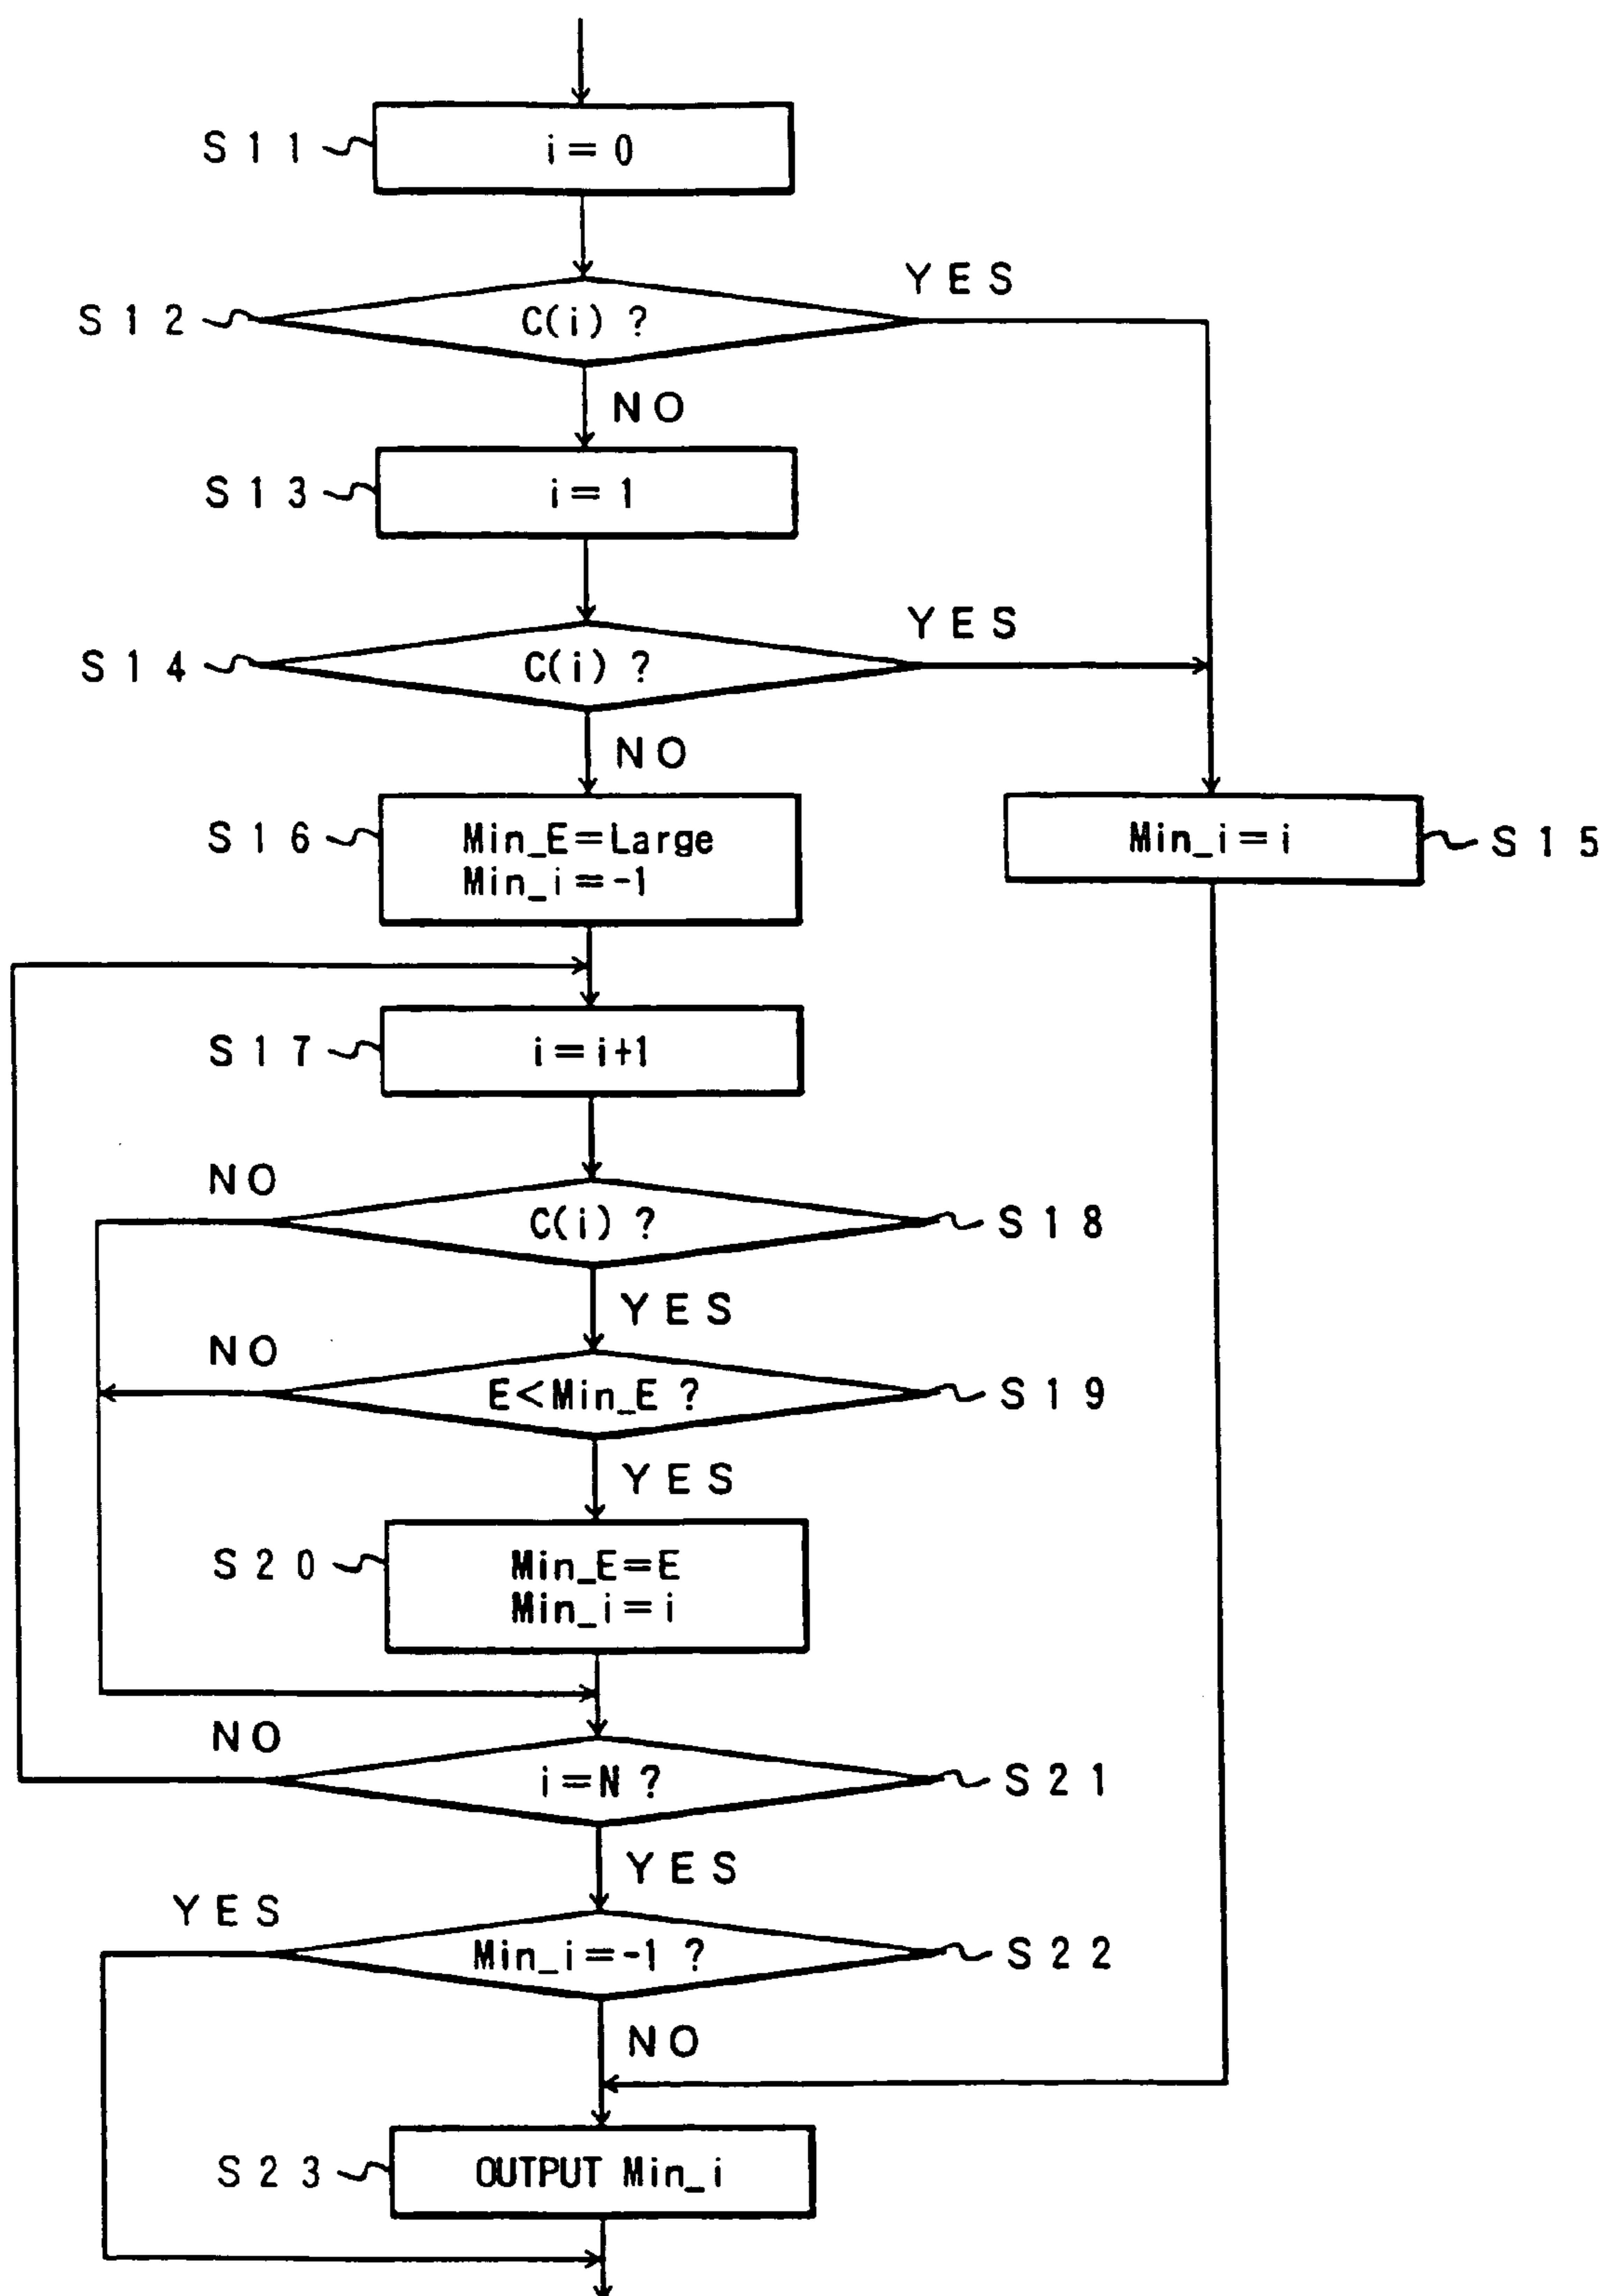 S11
i=0
YES
S12
C(i) ?
NO
S13
i=1
YES
S14
C(i) ?
NO
S16
Min_E=Large
Min_i=-1
Min_i=i
S15
S17
i=i+1
NO
C(i) ?
S18
YES
NO
E<Min_E ?
S19
YES
S20
Min_E=E
Min_i=i
NO
i=N ?
S21
YES
YES
Min_i=-1 ?
S22
NO
S23
OUTPUT Min_i